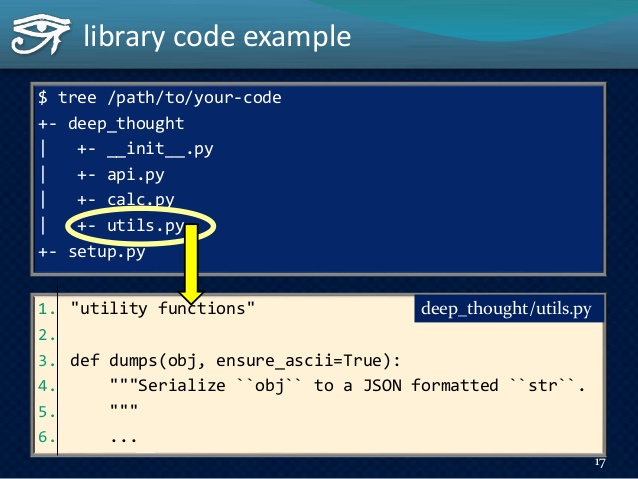 library code example
$ tree /path/to/your-code
+- deep_thought
|   +- __init__.py
|   +- api.py
|   +- calc.py
|   +- utils.py
+- setup.py
deep_thought/utils.py
1. "utility functions"
2.
3. def dumps(obj, ensure_ascii=True):
4.     """Serialize ``obj`` to a JSON formatted ``str``.
5.     """
6.     ...
17